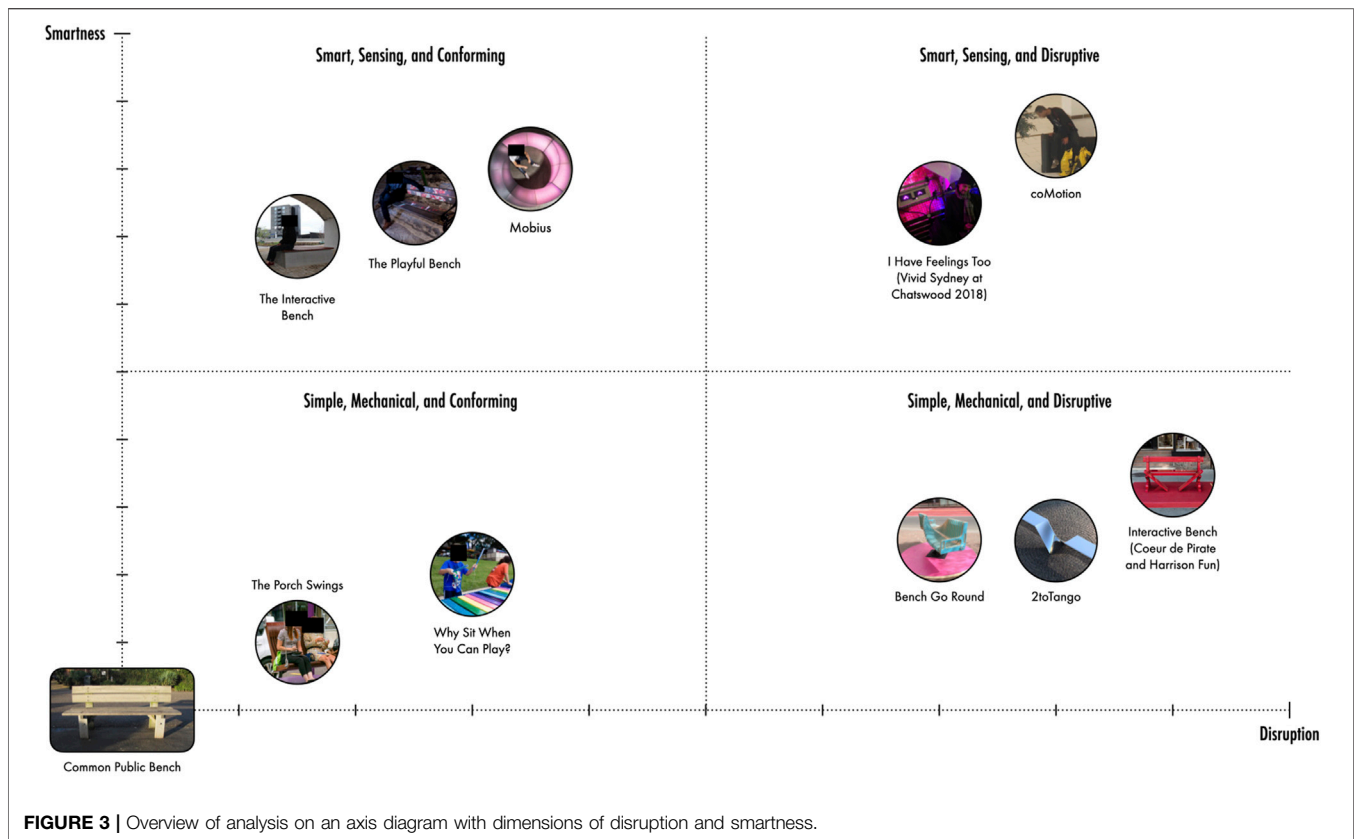 Smartness
Smart, Sensing, and Conforming
Smart, Sensing, and Disruptive
coMotion
Mobius
The Playful Bench
I Have Feelings Too
(Vivid Sydney at
Chatswood 2018)
The Interactive
Bench
Simple, Mechanical, and Conforming
Simple, Mechanical, and Disruptive
Interactive Bench
(Coeur de Pirate
and Harrison Fun)
The Porch Swings
Bench Go Round
2toTango
Why Sit When
You Can Play?
Disruption
Common Public Bench
FIGURE 3 | Overview of analysis on an axis diagram with dimensions of disruption and smartness.